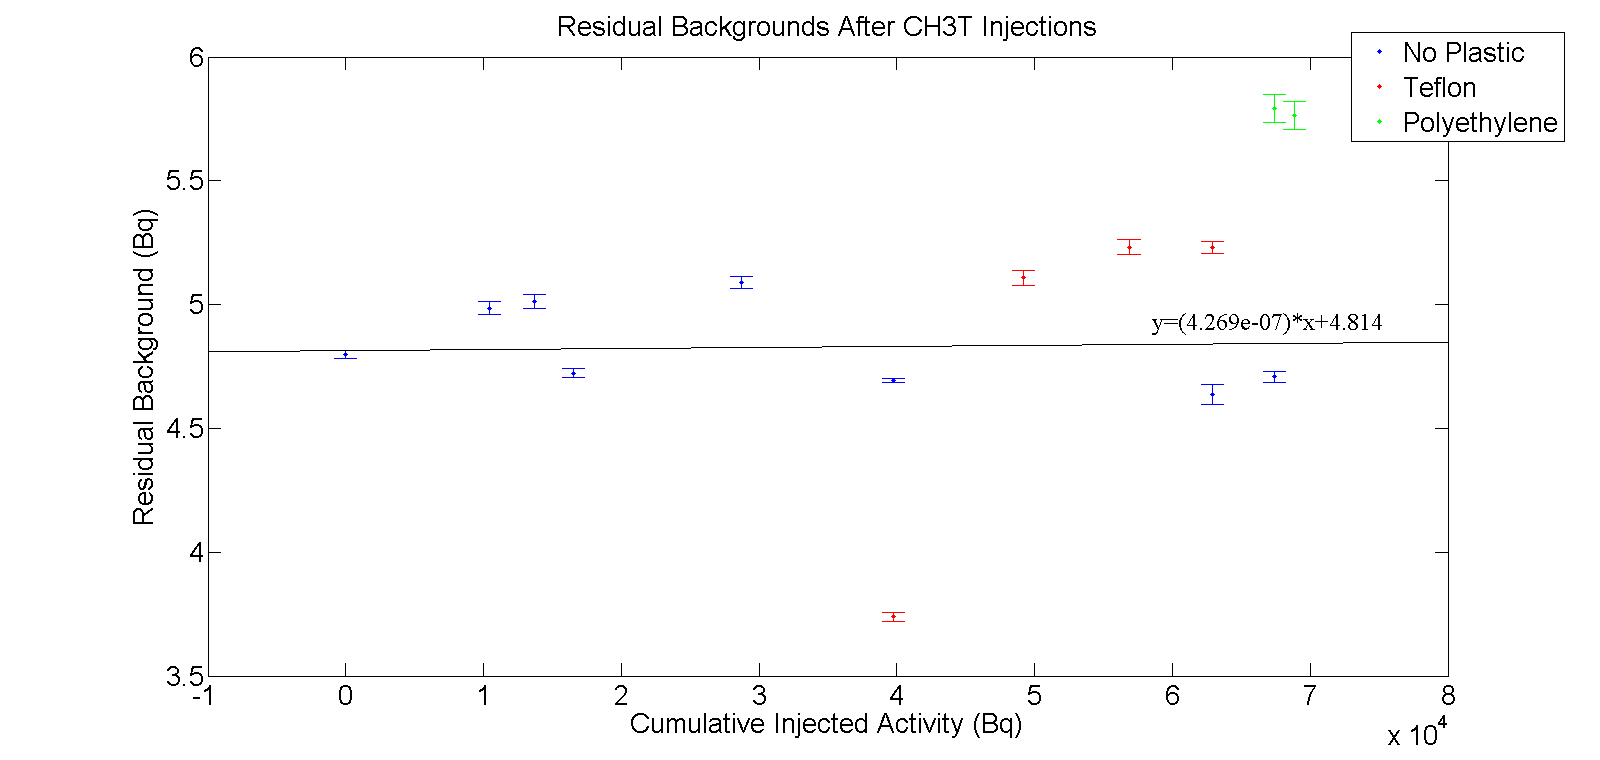 Residual Backgrounds After CH3T Injections
No Plastic
Teflon
Polyethylene
6
5.5
5
4.5
4
3.5
Residual Background (Bq)
y=(4.269e-07)*x+4.814
-1 0 1 2 3 4 5 6 7 8
Cumulative Injected Activity (Bq)
x 10^4